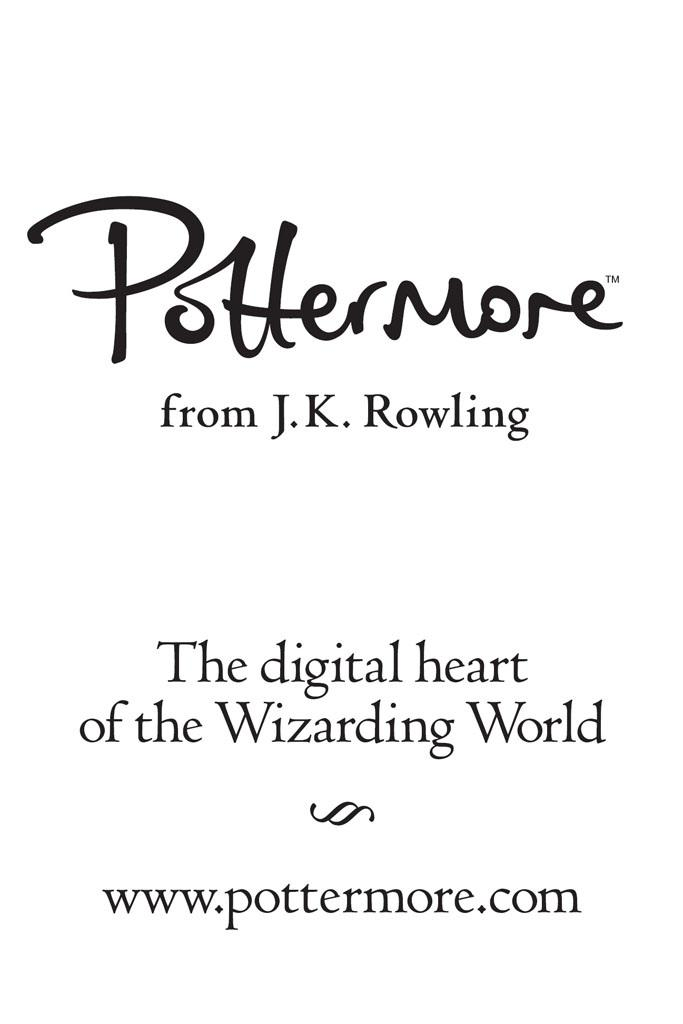 Pottermore™
from J.K. Rowling
The digital heart
of the Wizarding World
www.pottermore.com